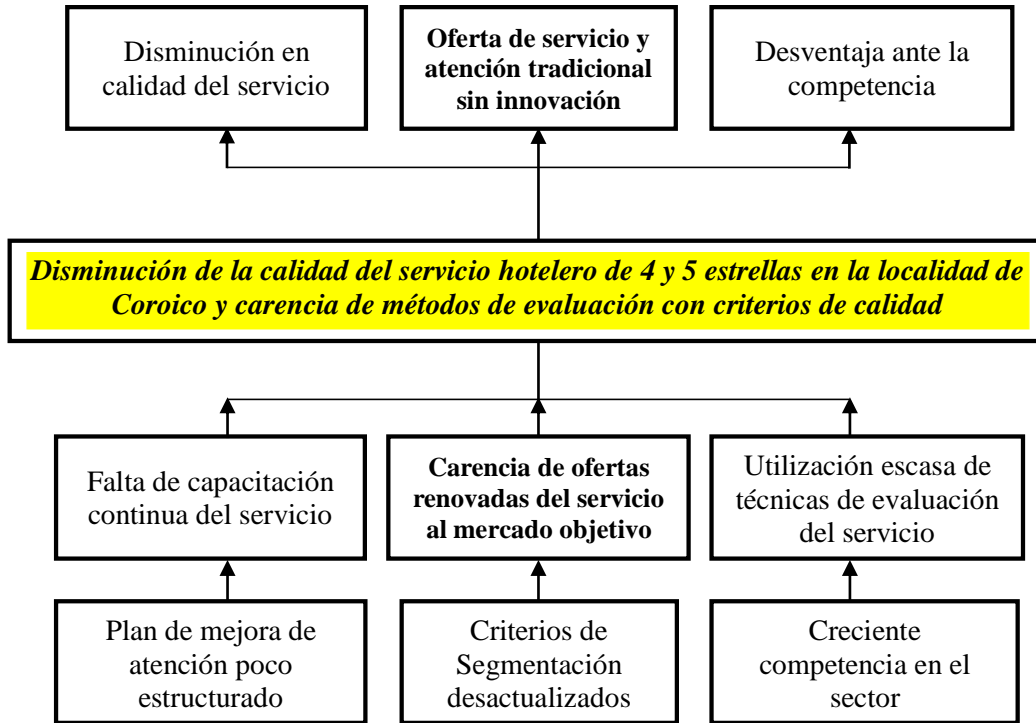 Disminución en
calidad del servicio
Oferta de servicio y
atención tradicional
sin innovación
Desventaja ante la
competencia
Disminución de la calidad del servicio hotelero de 4 y 5 estrellas en la localidad de
Coroico y carencia de métodos de evaluación con criterios de calidad
Falta de capacitación
continua del servicio
Carencia de ofertas
renovadas del servicio
al mercado objetivo
Utilización escasa de
técnicas de evaluación
del servicio
Plan de mejora de
atención poco
estructurado
Criterios de
Segmentación
desactualizados
Creciente
competencia en el
sector